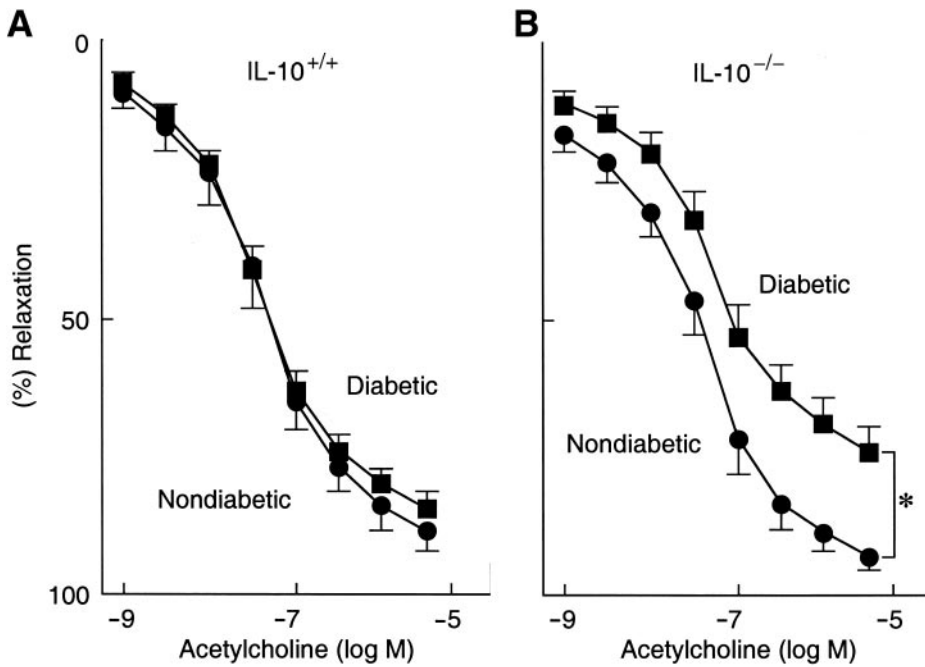 A
IL-10+/+
0
50
100
(%) Relaxation
Diabetic
Nondiabetic
−9
−7
−5
Acetylcholine (log M)
B
IL-10−/−
Diabetic
Nondiabetic
*
−9
−7
−5
Acetylcholine (log M)